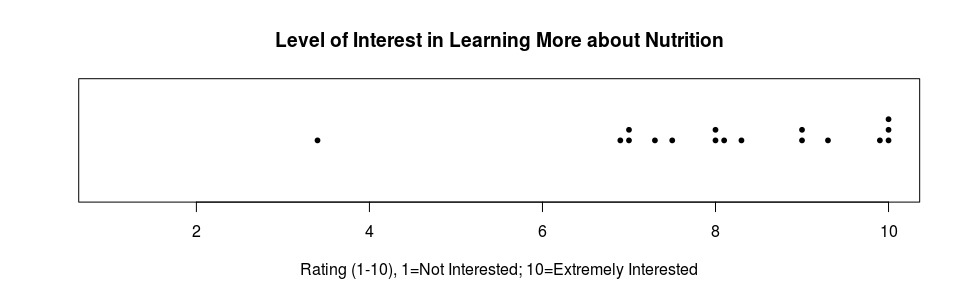 Level of Interest in Learning More about Nutrition
2 4 6 8 10
Rating (1-10), 1=Not Interested; 10=Extremely Interested